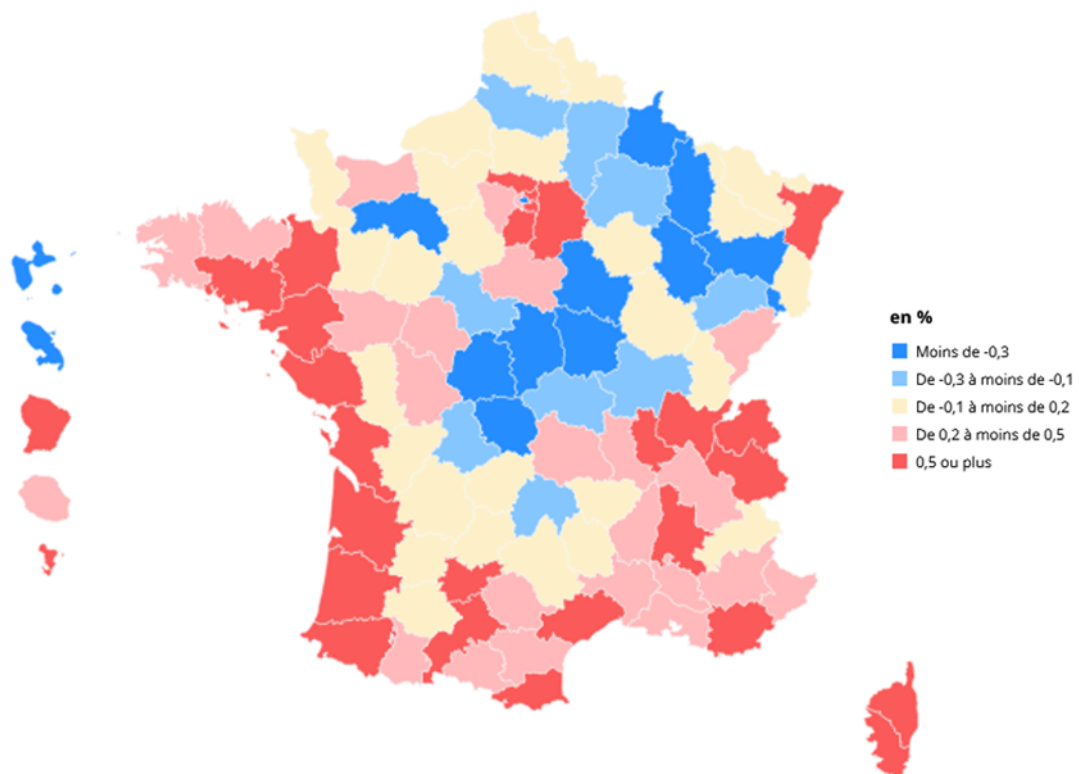 en %
Moins de -0,3
De -0,3 à moins de -0,1
De -0,1 à moins de 0,2
De 0,2 à moins de 0,5
0,5 ou plus